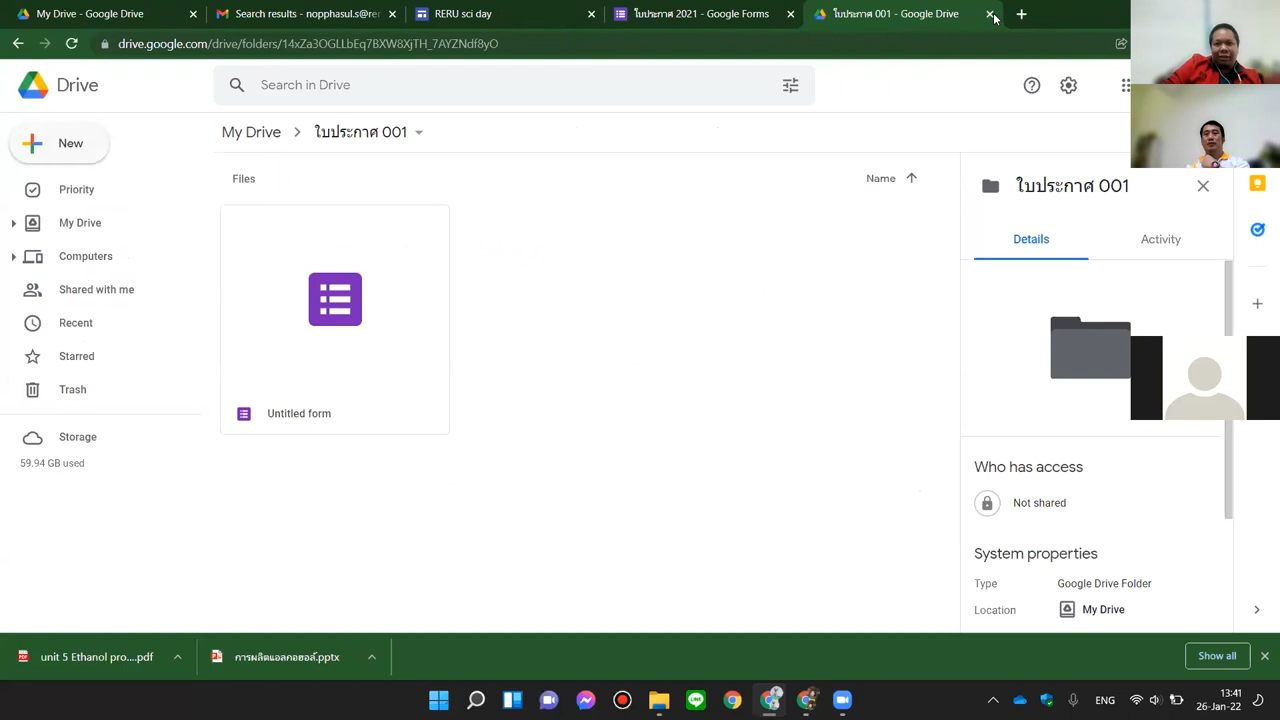 My Drive - Google Drive
Search results - nopphasul.s@rer
RERU sci day
ใบประกาศ 2021 - Google Forms
ใบประกาศ 001 - Google Drive
drive.google.com/drive/folders/14xZa3OGLLbEq7BXW8XjTH_7AYZNdf8yO
Drive
Search in Drive
New
My Drive
ใบประกาศ 001
Priority
My Drive
Computers
Shared with me
Recent
Starred
Trash
Storage
59.94 GB used
Files
Name
Untitled form
ใบประกาศ 001
Details
Activity
Who has access
Not shared
System properties
Type
Google Drive Folder
Location
My Drive
unit 5 Ethanol pro....pdf
การผลิตแอลกอฮอล์.pptx
Show all
ENG
13:41
26-Jan-22